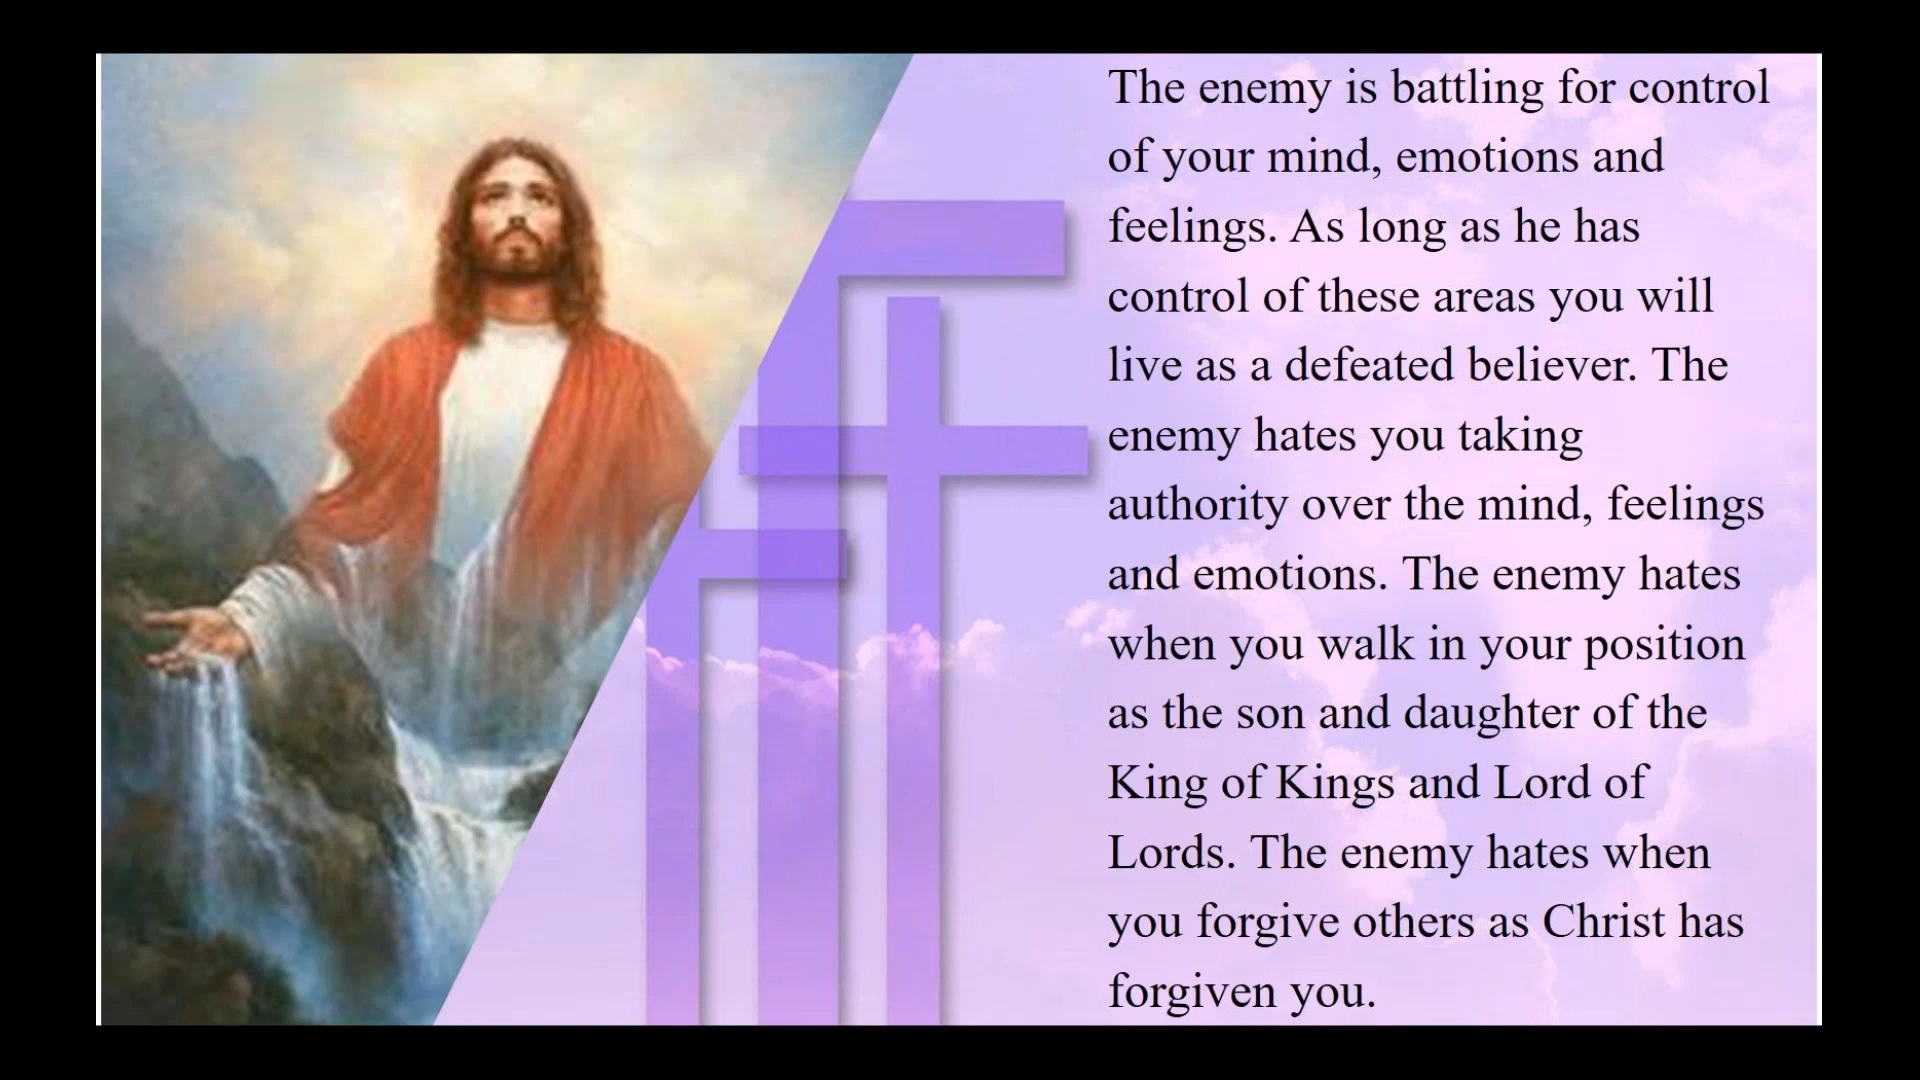 The enemy is battling for control
of your mind, emotions and
feelings. As long as he has
control of these areas you will
live as a defeated believer. The
enemy hates you taking
authority over the mind, feelings
and emotions. The enemy hates
when you walk in your position
as the son and daughter of the
King of Kings and Lord of
Lords. The enemy hates when
you forgive others as Christ has
forgiven you.